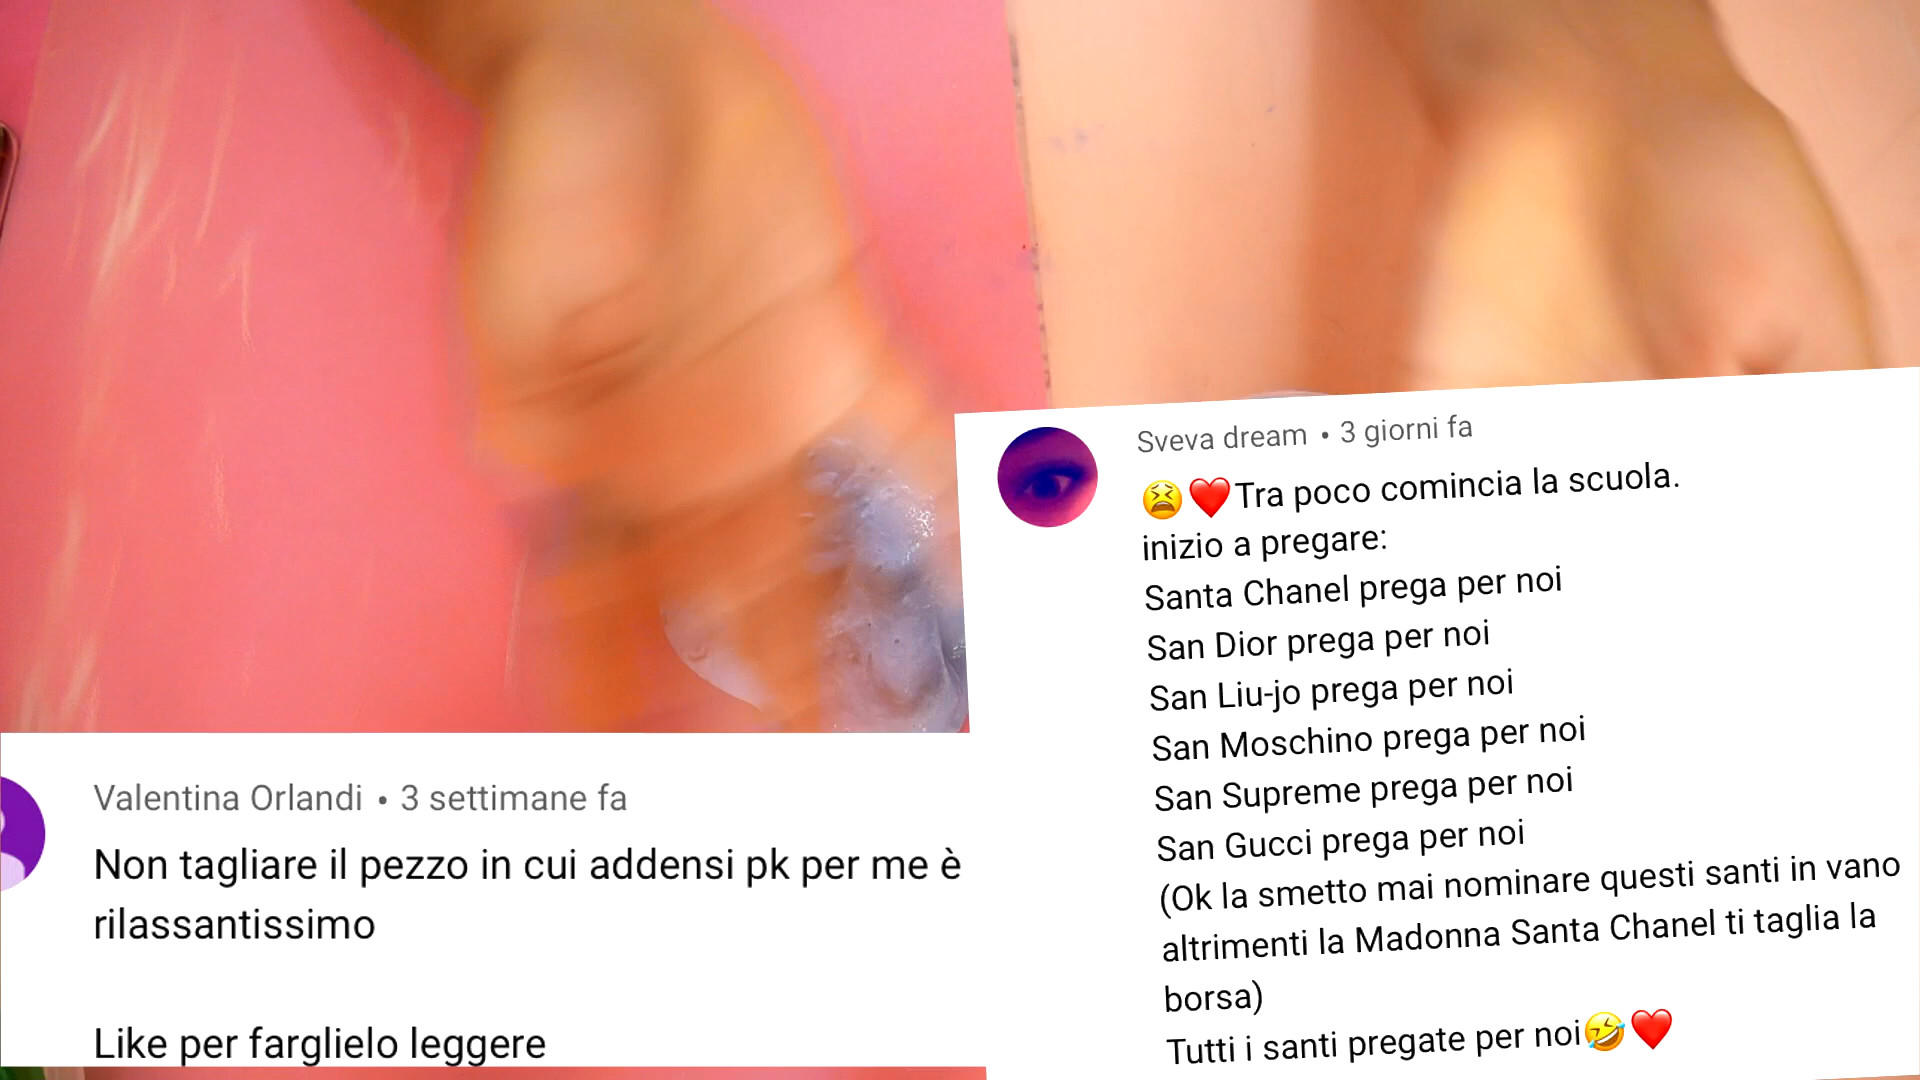 Sveva dream • 3 giorni fa
😫❤️Tra poco comincia la scuola.
inizio a pregare:
Santa Chanel prega per noi
San Dior prega per noi
San Liu-jo prega per noi
San Moschino prega per noi
San Supreme prega per noi
San Gucci prega per noi
(Ok la smetto mai nominare questi santi in vano
altrimenti la Madonna Santa Chanel ti taglia la
borsa)
Tutti i santi pregate per noi🤣❤️
Valentina Orlandi • 3 settimane fa
Non tagliare il pezzo in cui addensi pk per me è
rilassantissimo
Like per farglielo leggere